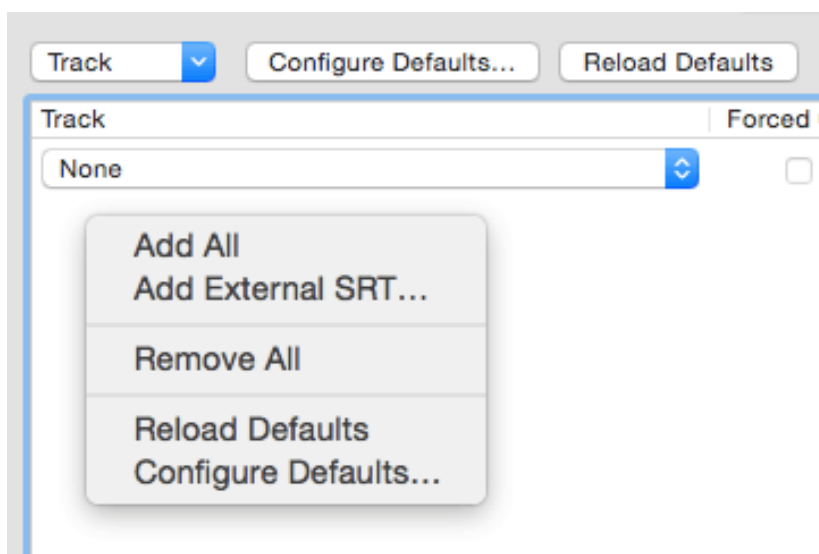 Track Configure Defaults... Reload Defaults
Track Forced
None
Add All
Add External SRT...
Remove All
Reload Defaults
Configure Defaults...